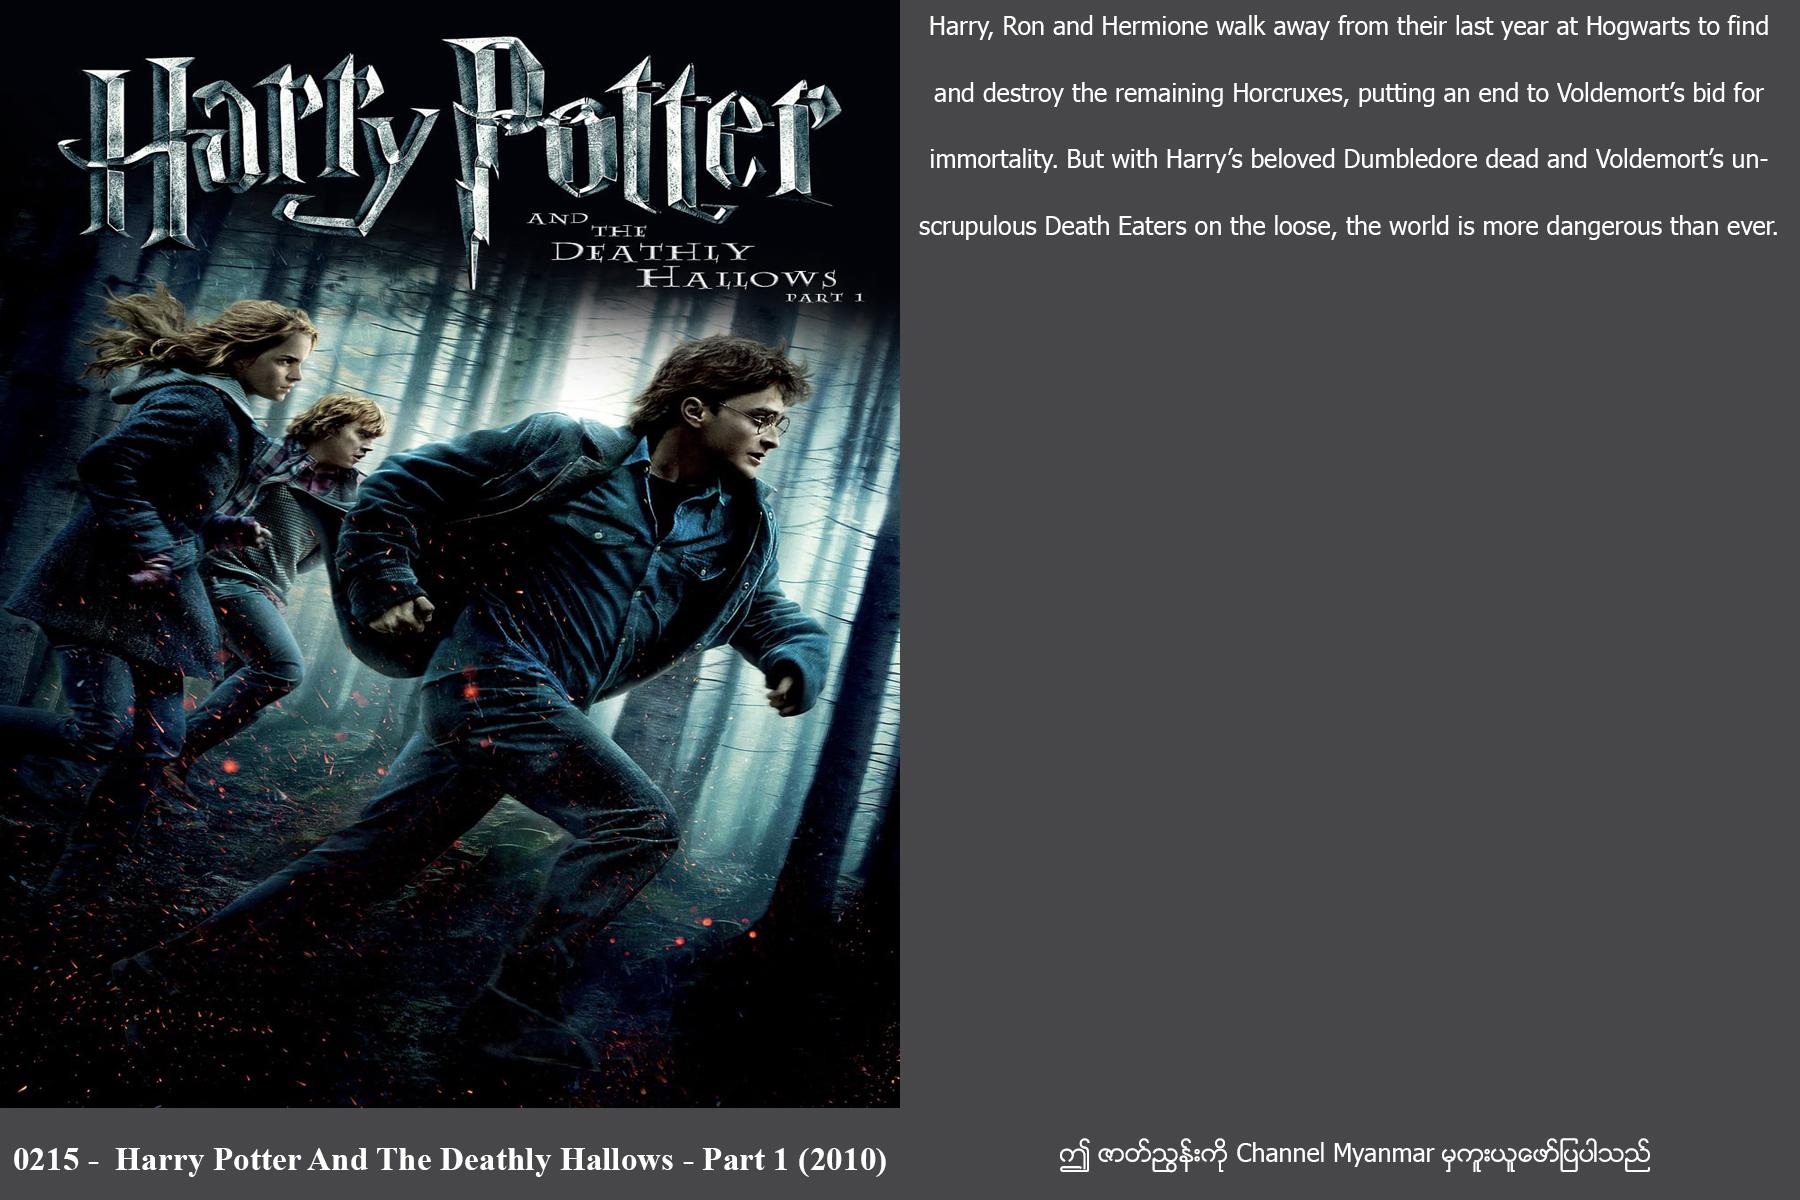 Harry Potter
AND
THE
DEATHLY
HALLOWS
PART 1
Harry, Ron and Hermione walk away from their last year at Hogwarts to find
and destroy the remaining Horcruxes, putting an end to Voldemort’s bid for
immortality. But with Harry’s beloved Dumbledore dead and Voldemort’s un-
scrupulous Death Eaters on the loose, the world is more dangerous than ever.
0215 -  Harry Potter And The Deathly Hallows - Part 1 (2010)
ဤ ဇာတ်ညွှန်းကို Channel Myanmar မှကူးယူဖော်ပြပါသည်